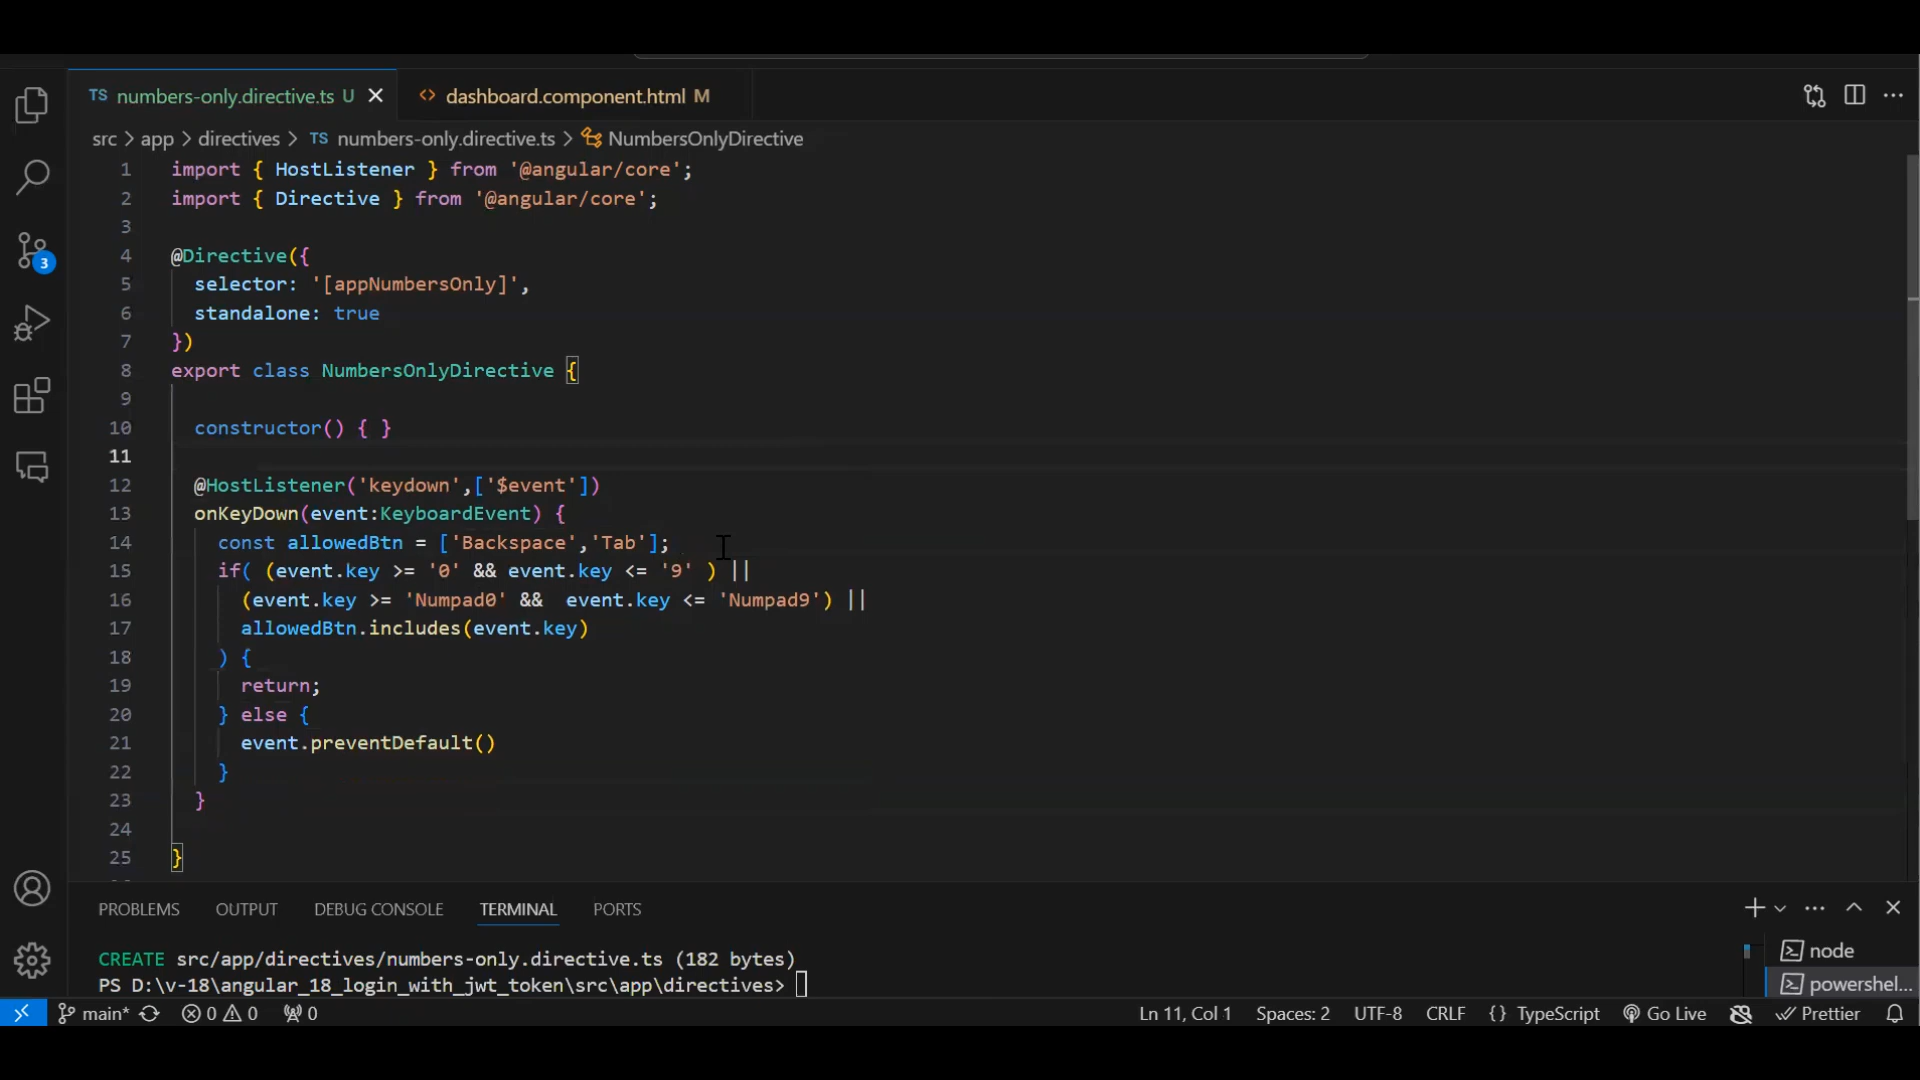 TS numbers-only.directive.ts U
<> dashboard.component.html M
src > app > directives > TS numbers-only.directive.ts > NumbersOnlyDirective
1 import { HostListener } from '@angular/core';
2 import { Directive } from '@angular/core';
3
4 @Directive({
5 selector: '[appNumbersOnly]',
6 standalone: true
7 })
8 export class NumbersOnlyDirective {
9
10 constructor() { }
11
12 @HostListener('keydown',['$event'])
13 onKeyDown(event:KeyboardEvent) {
14 const allowedBtn = ['Backspace','Tab'];
15 if( (event.key >= '0' && event.key <= '9' ) ||
16 (event.key >= 'Numpad0' &&  event.key <= 'Numpad9') ||
17 allowedBtn.includes(event.key)
18 ) {
19 return;
20 } else {
21 event.preventDefault()
22 }
23 }
24
25 }
3
PROBLEMS OUTPUT DEBUG CONSOLE TERMINAL PORTS
CREATE src/app/directives/numbers-only.directive.ts (182 bytes)
PS D:\v-18\angular_18_login_with_jwt_token\src\app\directives>
node
powershel...
main* 0 0 0 Ln 11, Col 1 Spaces: 2 UTF-8 CRLF {} TypeScript Go Live Prettier